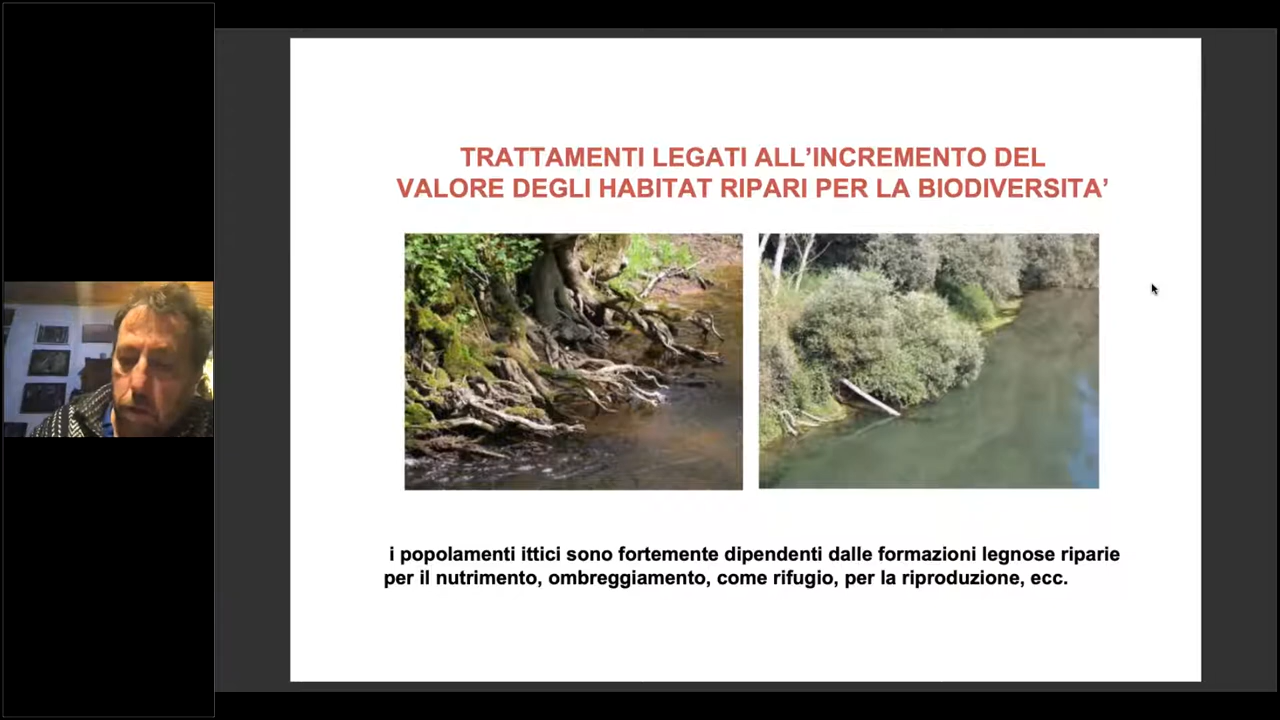 TRATTAMENTI LEGATI ALL’INCREMENTO DEL
VALORE DEGLI HABITAT RIPARI PER LA BIODIVERSITA’
i popolamenti ittici sono fortemente dipendenti dalle formazioni legnose riparie
per il nutrimento, ombreggiamento, come rifugio, per la riproduzione, ecc.